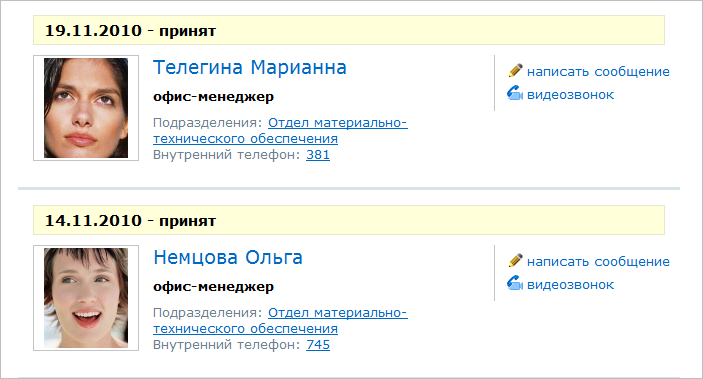 19.11.2010 - принят
Телегина Марианна
офис-менеджер
Подразделения: Отдел материально-
технического обеспечения
Внутренний телефон: 381
написать сообщение
видеозвонок
14.11.2010 - принят
Немцова Ольга
офис-менеджер
Подразделения: Отдел материально-
технического обеспечения
Внутренний телефон: 745
написать сообщение
видеозвонок